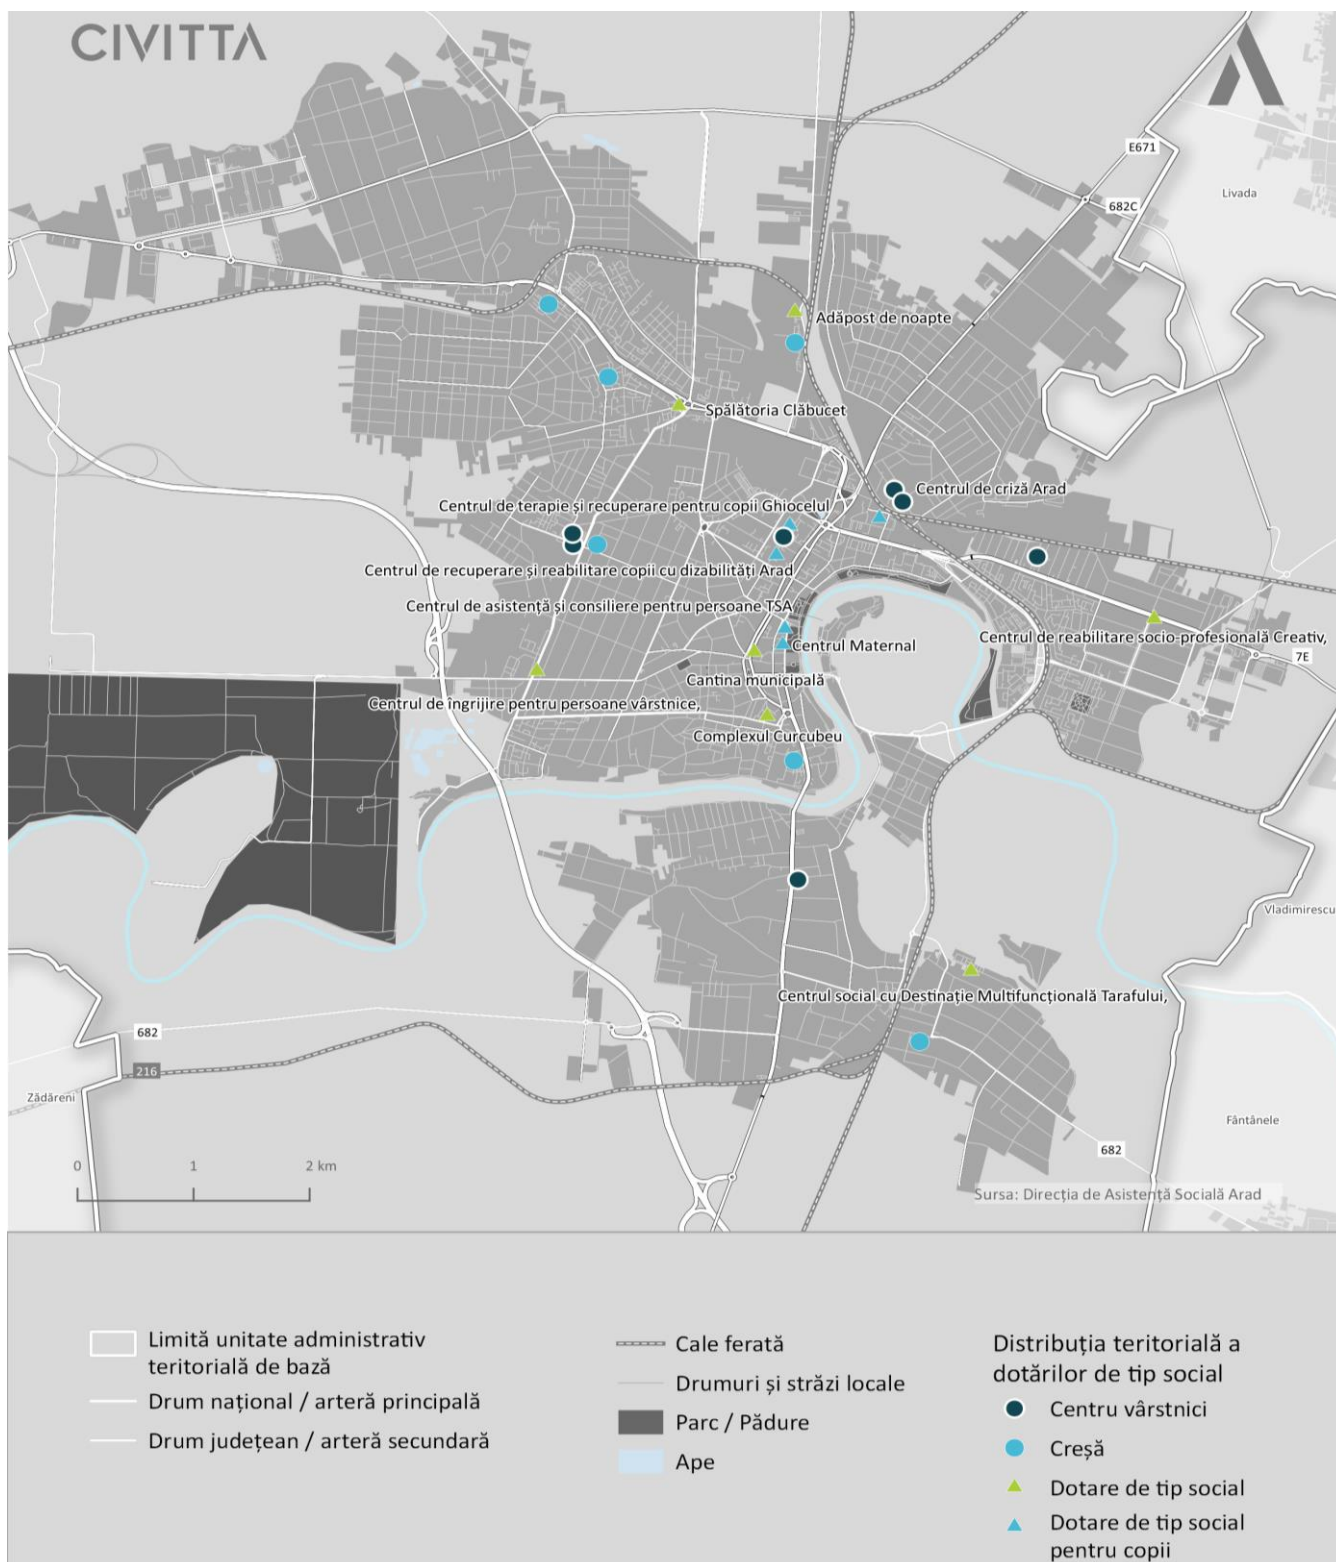 CIVITTA
E671
Livada
682C
Adăpost de noapte
Spălătoria Clăbucet
Centrul de criză Arad
Centrul de terapie și recuperare pentru copii Ghiocelul
Centrul de recuperare și reabilitare copii cu dizabilități Arad
Centrul de asistență și consiliere pentru persoane TSA
Centrul de reabilitare socio-profesională Creativ,
Centrul Maternal
7E
Cantina municipală
Centrul de îngrijire pentru persoane vârstnice,
Complexul Curcubeu
Vladimirescu
Centrul social cu Destinație Multifuncțională Tarafului,
682
216
Zădăreni
Fântânele
682
0 1 2 km
Sursa: Direcția de Asistență Socială Arad
Limită unitate administrativ
teritorială de bază
Drum național / arteră principală
Drum județean / arteră secundară
Cale ferată
Drumuri și străzi locale
Parc / Pădure
Ape
Distribuția teritorială a
dotărilor de tip social
Centru vârstnici
Creșă
Dotare de tip social
Dotare de tip social
pentru copii